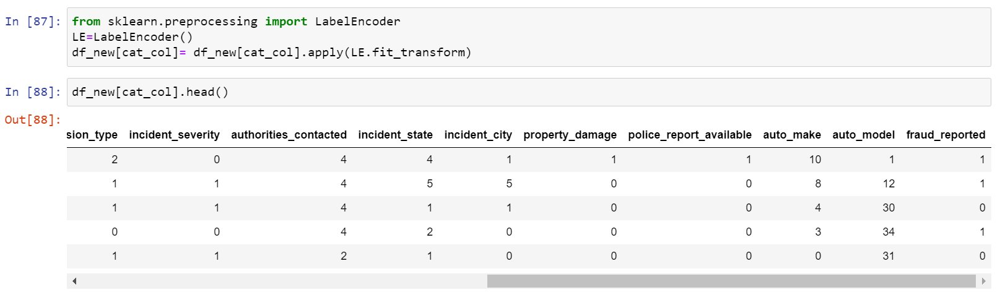 In [87]: from sklearn.preprocessing import LabelEncoder
LE=LabelEncoder()
df_new[cat_col]= df_new[cat_col].apply(LE.fit_transform)
In [88]: df_new[cat_col].head()
Out[88]:
sion_type incident_severity authorities_contacted incident_state incident_city property_damage police_report_available auto_make auto_model fraud_reported
2 0 4 4 1 1 1 10 1 1
1 1 4 5 5 0 0 8 12 1
1 1 4 1 1 0 0 4 30 0
0 0 4 2 0 0 0 3 34 1
1 1 2 1 0 0 0 0 31 0